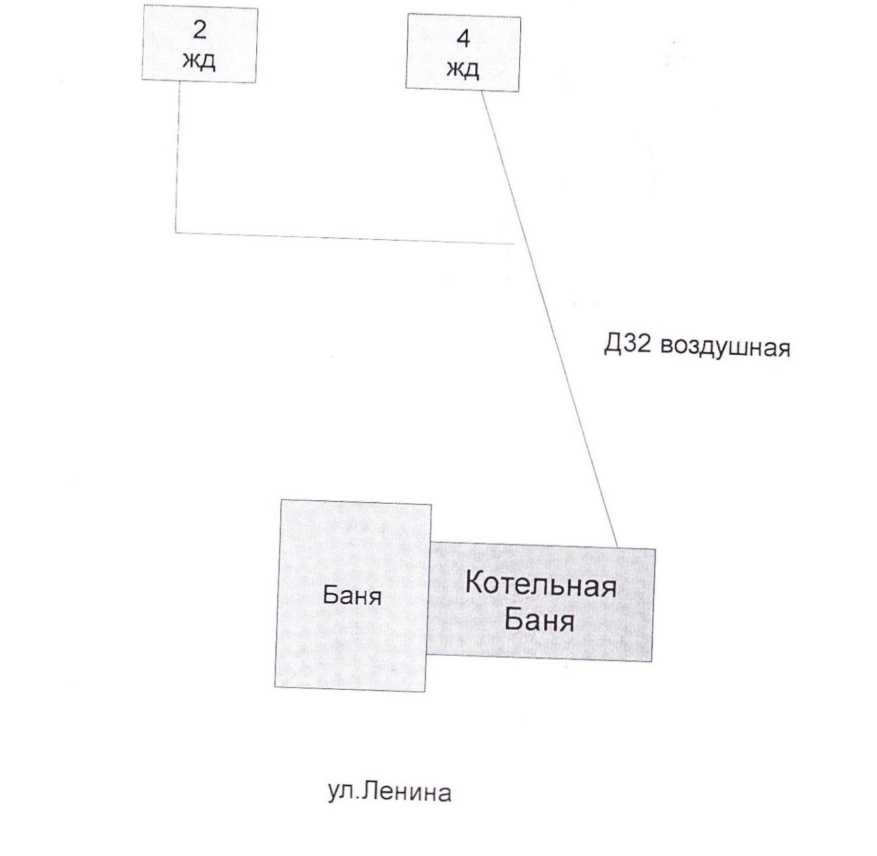 2
жд
4
жд
Д32 воздушная
Баня
Котельная
Баня
ул.Ленина